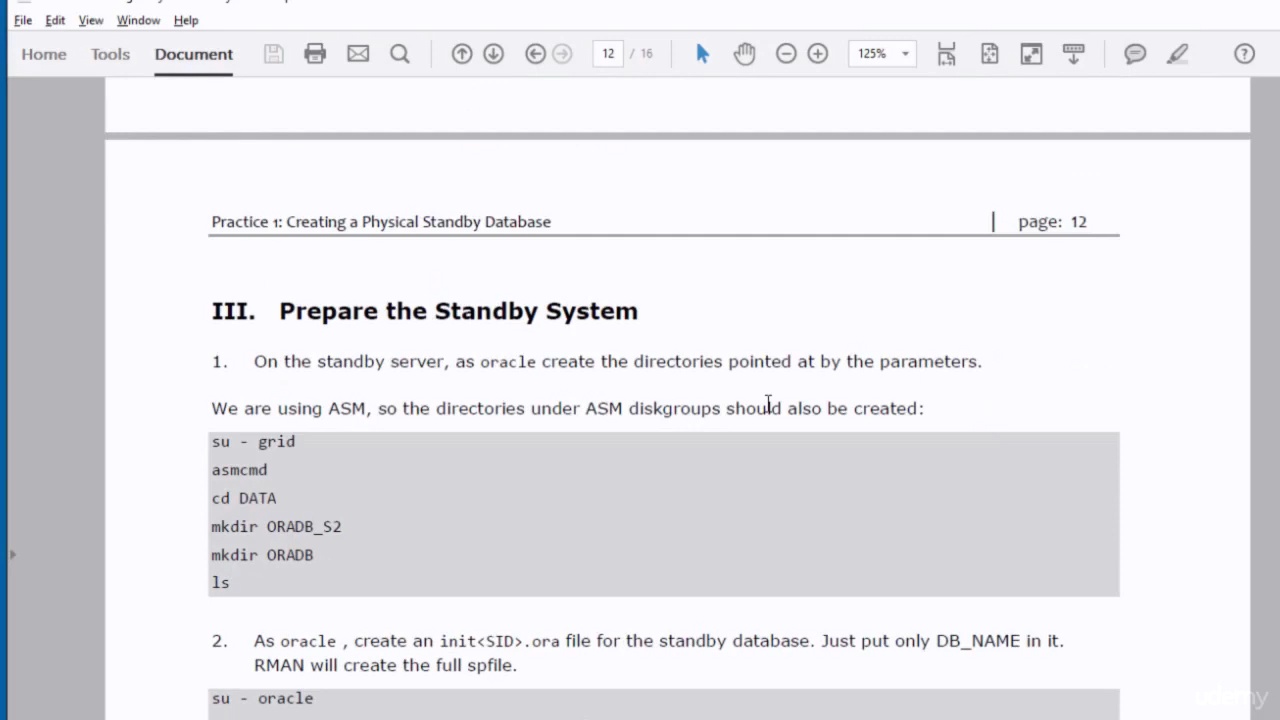 File Edit View Window Help
Home Tools Document 12 / 16 125%
Practice 1: Creating a Physical Standby Database page: 12
III. Prepare the Standby System
1. On the standby server, as oracle create the directories pointed at by the parameters.
We are using ASM, so the directories under ASM diskgroups should also be created:
su - grid
asmcmd
cd DATA
mkdir ORADB_S2
mkdir ORADB
ls
2. As oracle , create an init<SID>.ora file for the standby database. Just put only DB_NAME in it.
RMAN will create the full spfile.
su - oracle
udemy